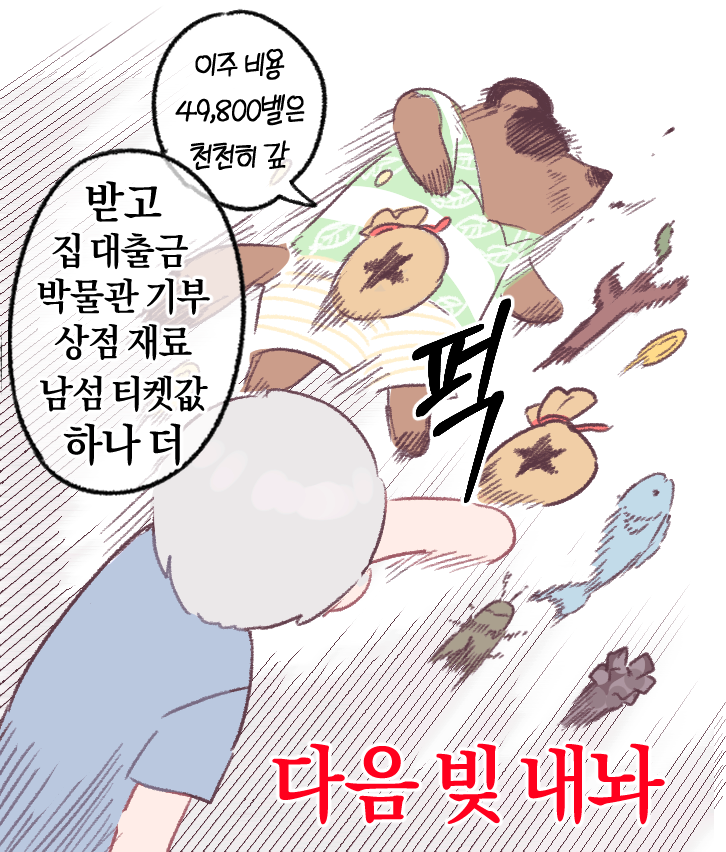 이주 비용
49,800벨은
천천히 갚
받고
집 대출금
박물관 기부
상점 재료
남섬 티켓값
하나 더
퍽
다음 빚 내놔